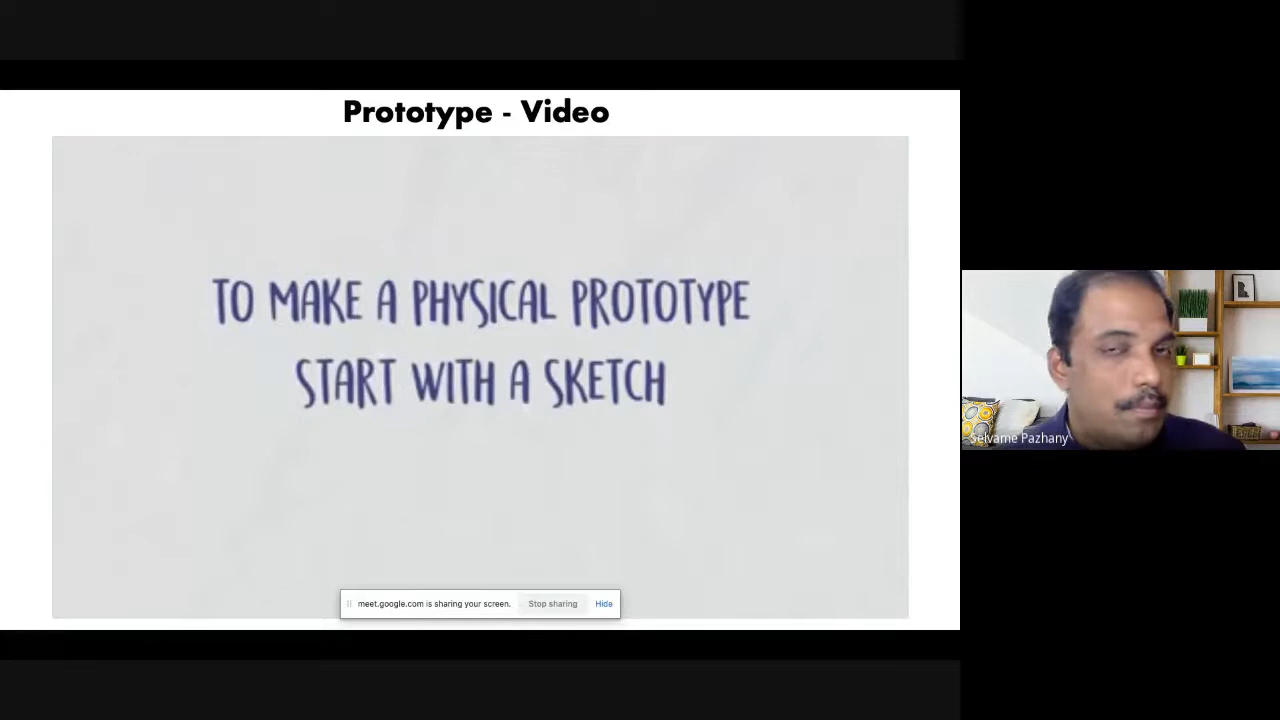 Prototype - Video
TO MAKE A PHYSICAL PROTOTYPE
START WITH A SKETCH
meet.google.com is sharing your screen. Stop sharing Hide
Selvame Pazhany